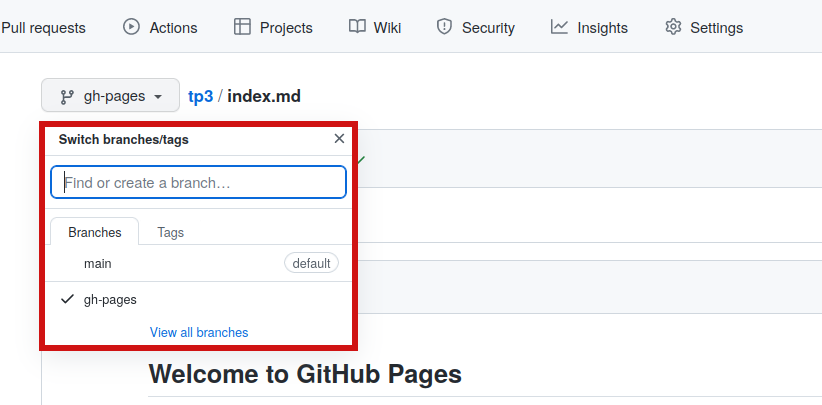 Pull requests Actions Projects Wiki Security Insights Settings
gh-pages tp3 / index.md
Switch branches/tags
Find or create a branch…
Branches Tags
main default
gh-pages
View all branches
Welcome to GitHub Pages